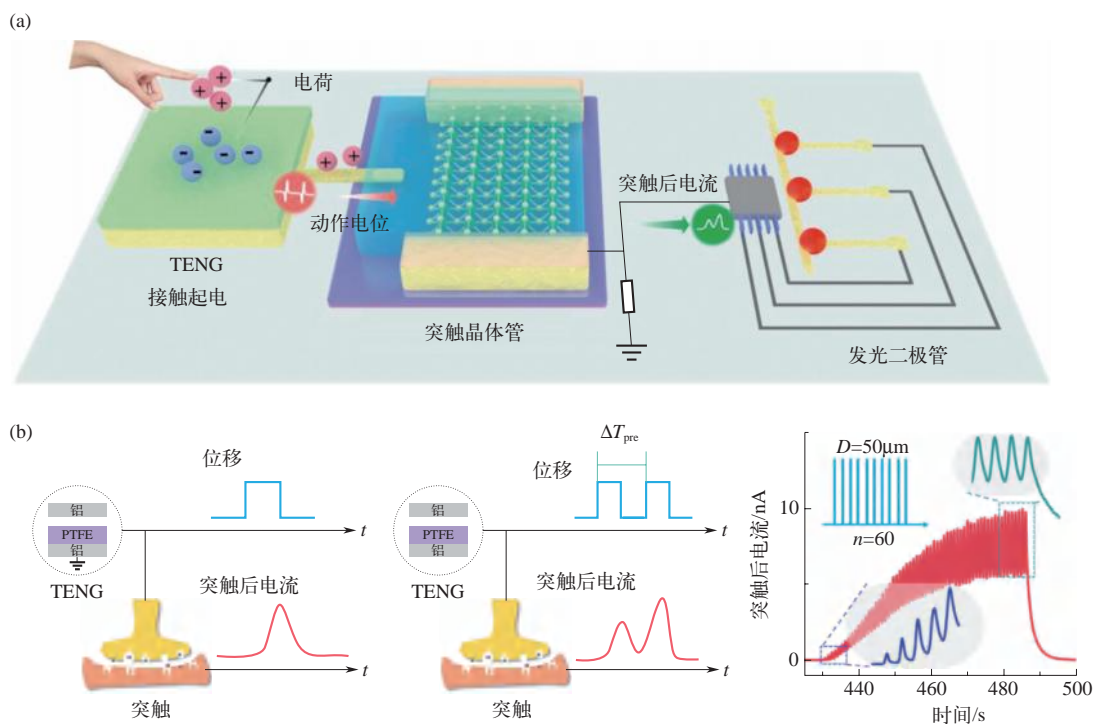 (a)
电荷
突触后电流
动作电位
TENG
接触起电
突触晶体管
发光二极管
(b)
位移
铝
PTFE
铝
TENG
t
突触后电流
t
突触
ΔTpre
位移
铝
PTFE
铝
TENG
t
突触后电流
t
突触
突触后电流/nA
10
0
D=50μm
n=60
440
460
480
500
时间/s